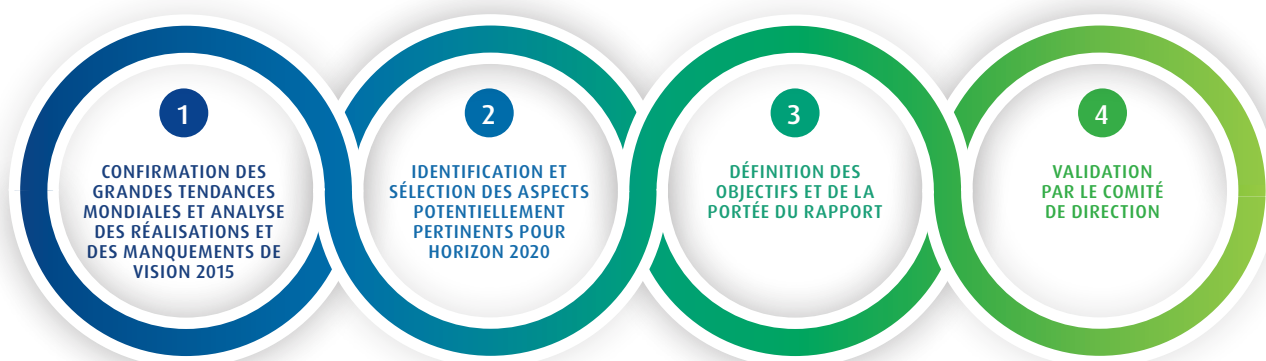 1
CONFIRMATION DES
GRANDES TENDANCES
MONDIALES ET ANALYSE
DES RÉALISATIONS ET
DES MANQUEMENTS DE
VISION 2015
2
IDENTIFICATION ET
SÉLECTION DES ASPECTS
POTENTIELLEMENT
PERTINENTS POUR
HORIZON 2020
3
DÉFINITION DES
OBJECTIFS ET DE LA
PORTÉE DU RAPPORT
4
VALIDATION
PAR LE COMITÉ
DE DIRECTION